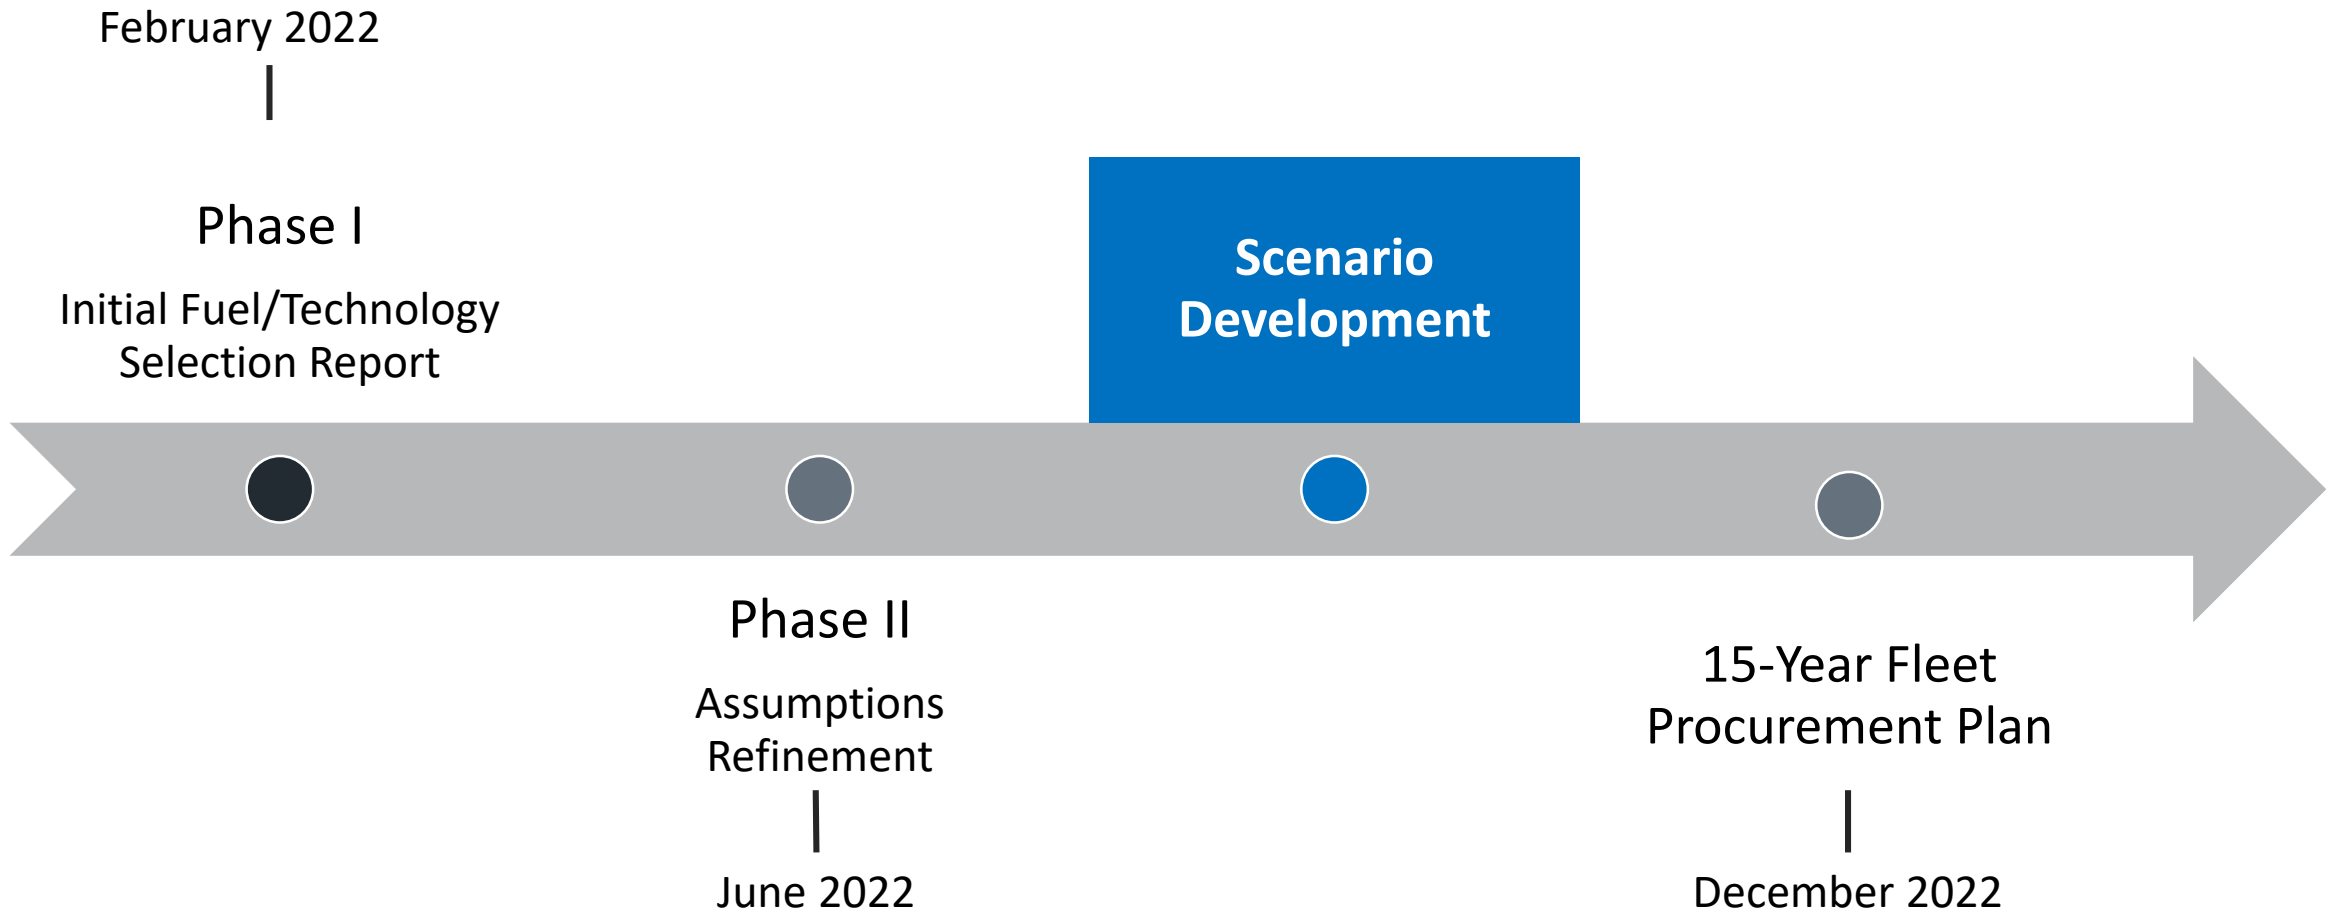 February 2022
Phase I
Initial Fuel/Technology
Selection Report
Phase II
Assumptions
Refinement
June 2022
Scenario
Development
15-Year Fleet
Procurement Plan
December 2022